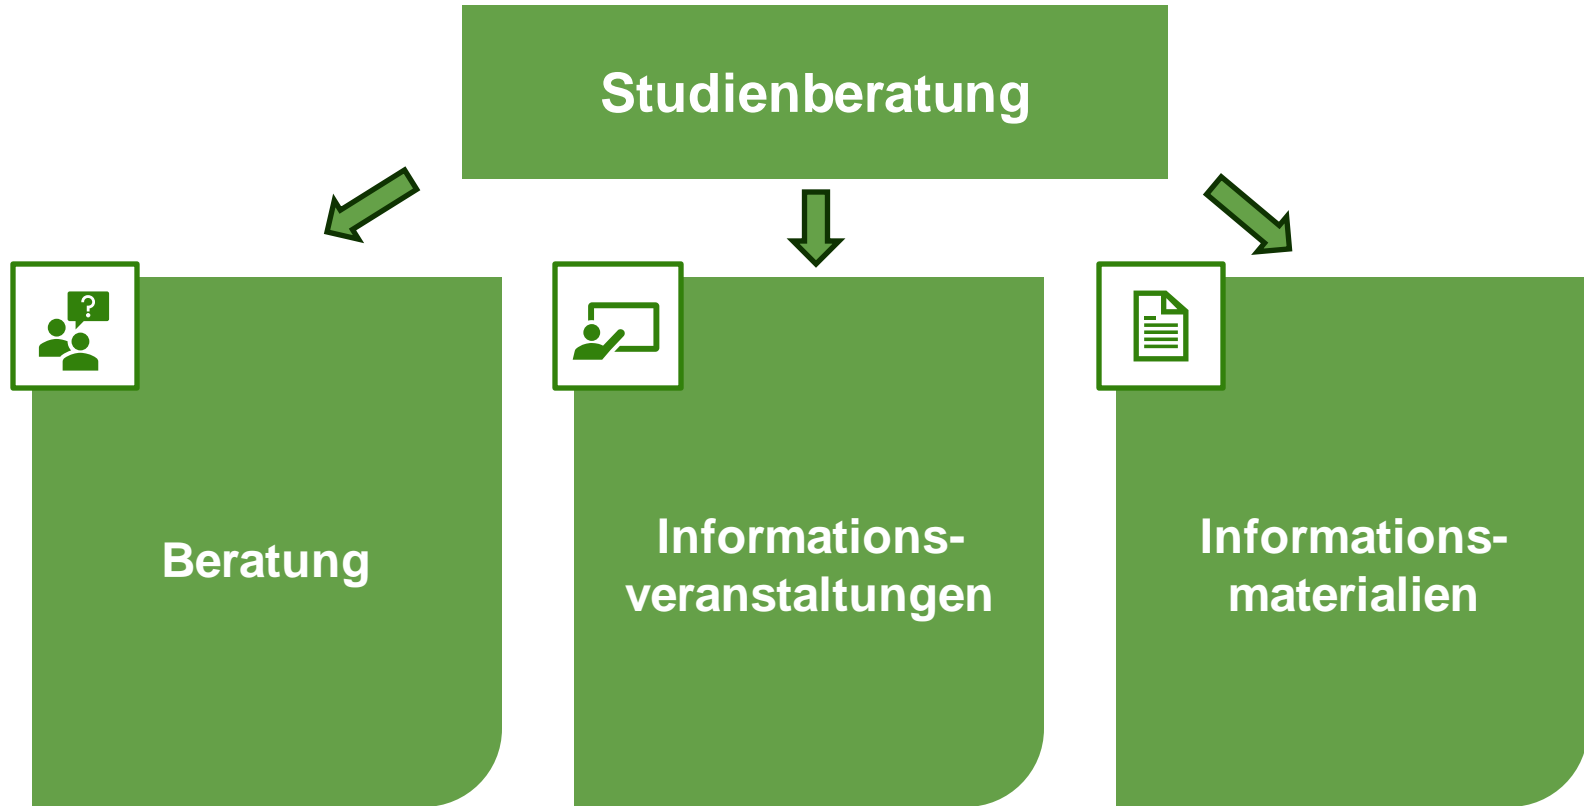 Studienberatung
?
Beratung
Informations-
veranstaltungen
Informations-
materialien